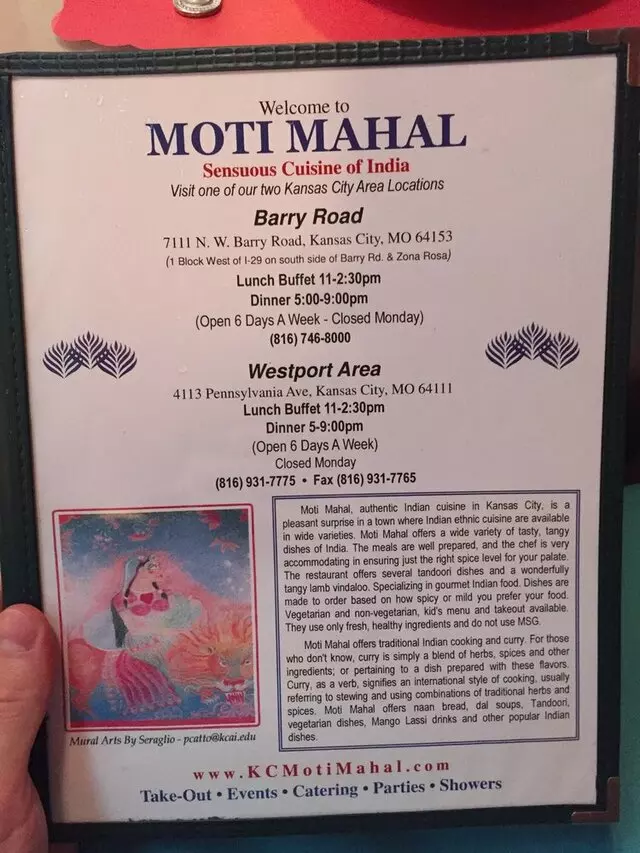 Welcome to
MOTI MAHAL
Sensuous Cuisine of India
Visit one of our two Kansas City Area Locations
Barry Road
7111 N. W. Barry Road, Kansas City, MO 64153
(1 Block West of I-29 on south side of Barry Rd. & Zona Rosa)
Lunch Buffet 11-2:30pm
Dinner 5:00-9:00pm
(Open 6 Days A Week - Closed Monday)
(816) 746-8000
Westport Area
4113 Pennsylvania Ave, Kansas City, MO 64111
Lunch Buffet 11-2:30pm
Dinner 5-9:00pm
(Open 6 Days A Week)
Closed Monday
(816) 931-7775 • Fax (816) 931-7765
Moti Mahal, authentic Indian cuisine in Kansas City, is a
pleasant surprise in a town where Indian ethnic cuisine are available
in wide varieties. Moti Mahal offers a wide variety of tasty, tangy
dishes of India. The meals are well prepared, and the chef is very
accommodating in ensuring just the right spice level for your palate.
The restaurant offers several tandoori dishes and a wonderfully
tangy lamb vindaloo. Specializing in gourmet Indian food. Dishes are
made to order based on how spicy or mild you prefer your food.
Vegetarian and non-vegetarian, kid's menu and takeout available.
They use only fresh, healthy ingredients and do not use MSG.
Moti Mahal offers traditional Indian cooking and curry. For those
who don't know, curry is simply a blend of herbs, spices and other
ingredients; or pertaining to a dish prepared with these flavors.
Curry, as a verb, signifies an international style of cooking, usually
referring to stewing and using combinations of traditional herbs and
spices. Moti Mahal offers naan bread, dal soups, Tandoori,
vegetarian dishes, Mango Lassi drinks and other popular Indian
dishes.
Mural Arts By Seraglio - pcatto@kcai.edu
www.KCMotiMahal.com
Take-Out • Events • Catering • Parties • Showers